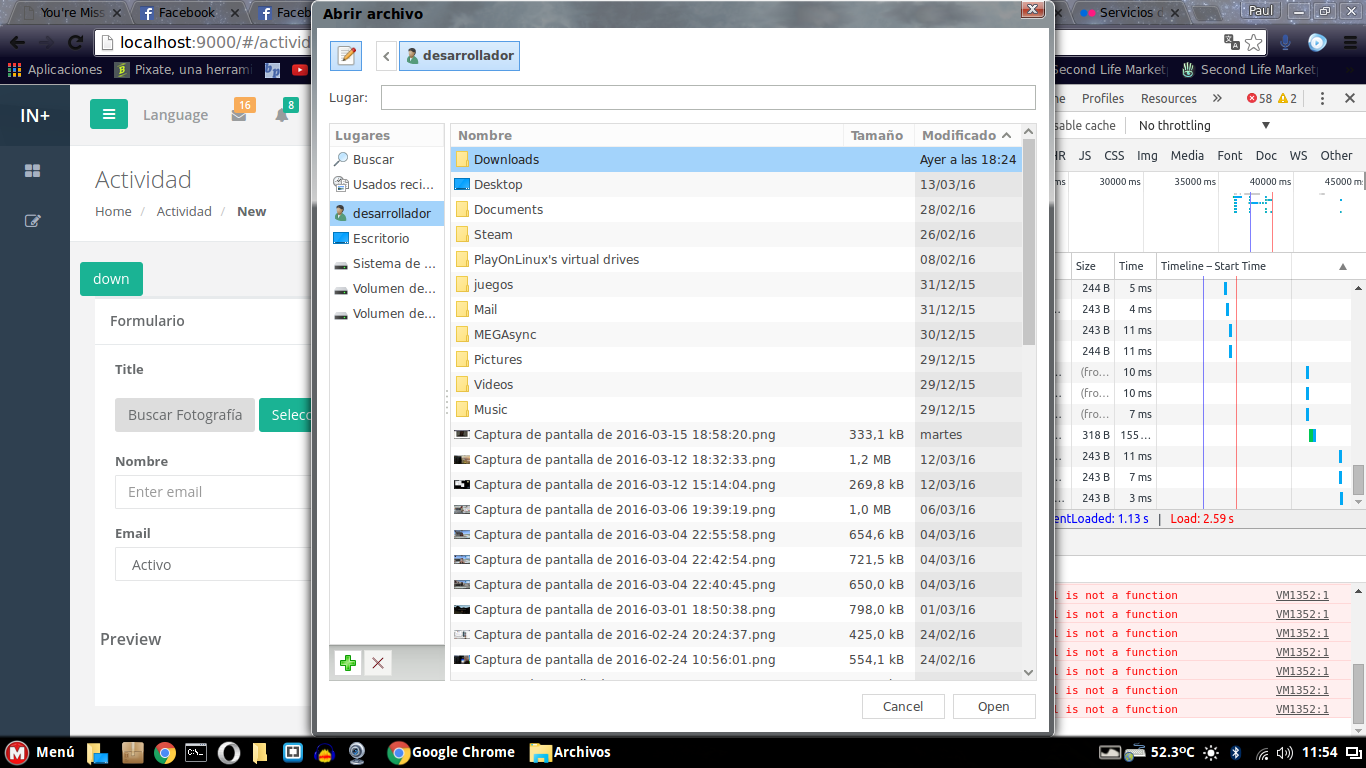 You're Miss
Facebook
Faceb
Abrir archivo
Servicios d
Paul
localhost:9000/#/activid
desarrollador
Aplicaciones
Pixate, una herrami
bp
Second Life Market
Second Life Market
Lugar:
IN+
Language
16
8
ne
Profiles
Resources
58
2
sable cache
No throttling
Lugares
Nombre
Tamaño
Modificado
HR
JS
CSS
Img
Media
Font
Doc
WS
Other
Buscar
Downloads
Ayer a las 18:24
Usados reci...
Desktop
13/03/16
desarrollador
Documents
28/02/16
Escritorio
Steam
26/02/16
Sistema de ...
PlayOnLinux's virtual drives
08/02/16
Volumen de...
juegos
31/12/15
Volumen de...
Mail
31/12/15
MEGAsync
30/12/15
Pictures
29/12/15
Videos
29/12/15
Music
29/12/15
Captura de pantalla de 2016-03-15 18:58:20.png
333,1 kB
martes
Captura de pantalla de 2016-03-12 18:32:33.png
1,2 MB
12/03/16
Captura de pantalla de 2016-03-12 15:14:04.png
269,8 kB
12/03/16
Captura de pantalla de 2016-03-06 19:39:19.png
1,0 MB
06/03/16
Captura de pantalla de 2016-03-04 22:55:58.png
654,6 kB
04/03/16
Captura de pantalla de 2016-03-04 22:42:54.png
721,5 kB
04/03/16
Captura de pantalla de 2016-03-04 22:40:45.png
650,0 kB
04/03/16
Captura de pantalla de 2016-03-01 18:50:38.png
798,0 kB
01/03/16
Captura de pantalla de 2016-02-24 20:24:37.png
425,0 kB
24/02/16
Captura de pantalla de 2016-02-24 10:56:01.png
554,1 kB
24/02/16
Cancel
Open
Actividad
Home / Actividad / New
down
Formulario
Title
Buscar Fotografía
Selecc
Nombre
Enter email
Email
Activo
Preview
ms
30000 ms
35000 ms
40000 ms
45000 ms
Size
Time
Timeline – Start Time
244 B
5 ms
243 B
4 ms
243 B
11 ms
244 B
11 ms
(fro...
10 ms
(fro...
10 ms
(fro...
7 ms
318 B
155...
243 B
11 ms
243 B
7 ms
243 B
3 ms
entLoaded: 1.13 s | Load: 2.59 s
l is not a function VM1352:1
l is not a function VM1352:1
l is not a function VM1352:1
l is not a function VM1352:1
l is not a function VM1352:1
l is not a function VM1352:1
l is not a function VM1352:1
Menú
Google Chrome
Archivos
52.3ºC
11:54